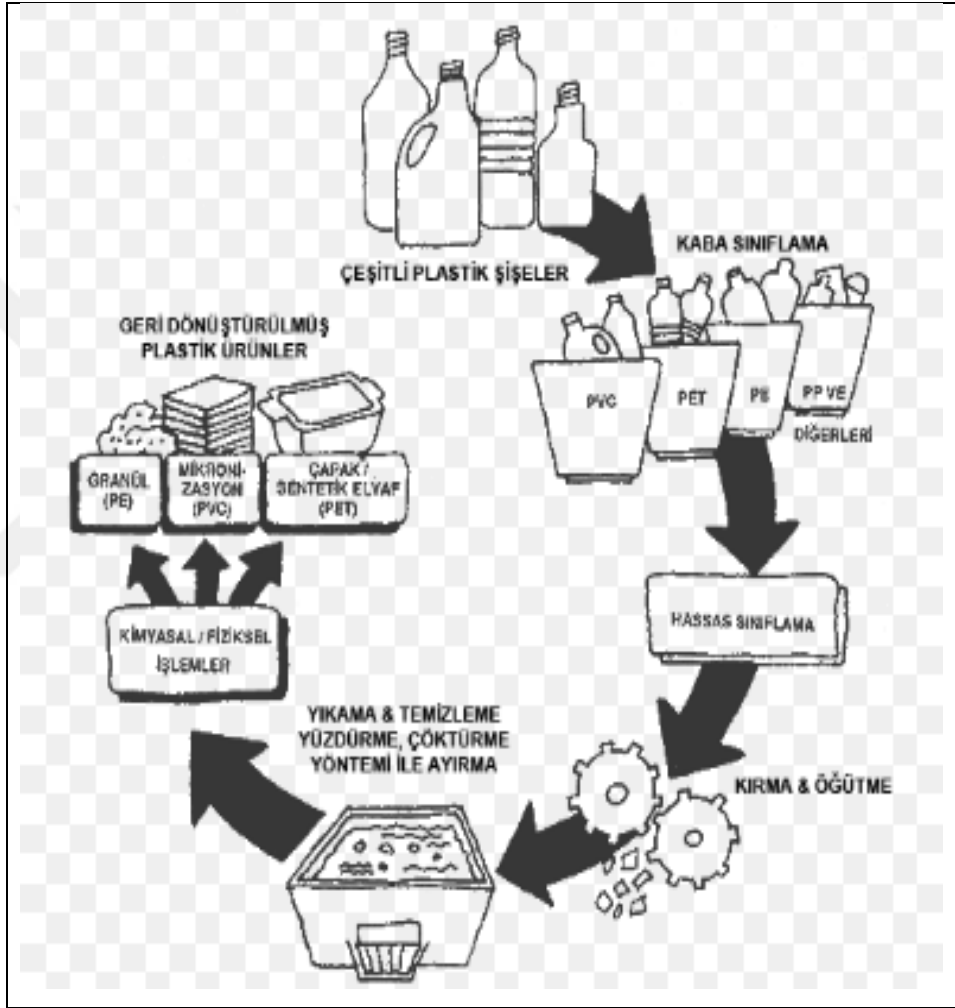 ÇEŞİTLİ PLASTİK ŞİŞELER
KABA SINIFLAMA
PVC
PET
PE
PP VE
DİĞERLERİ
HASSAS SINIFLAMA
KIRMA & ÖĞÜTME
YIKAMA & TEMİZLEME
YÜZDÜRME, ÇÖKTÜRME
YÖNTEMİ İLE AYIRMA
KİMYASAL / FİZİKSEL
İŞLEMLER
GRANÜL
(PE)
MİKRONİ-
ZASYON
(PVC)
ÇAPAK /
SENTETİK ELYAF
(PET)
GERİ DÖNÜŞTÜRÜLMÜŞ
PLASTİK ÜRÜNLER